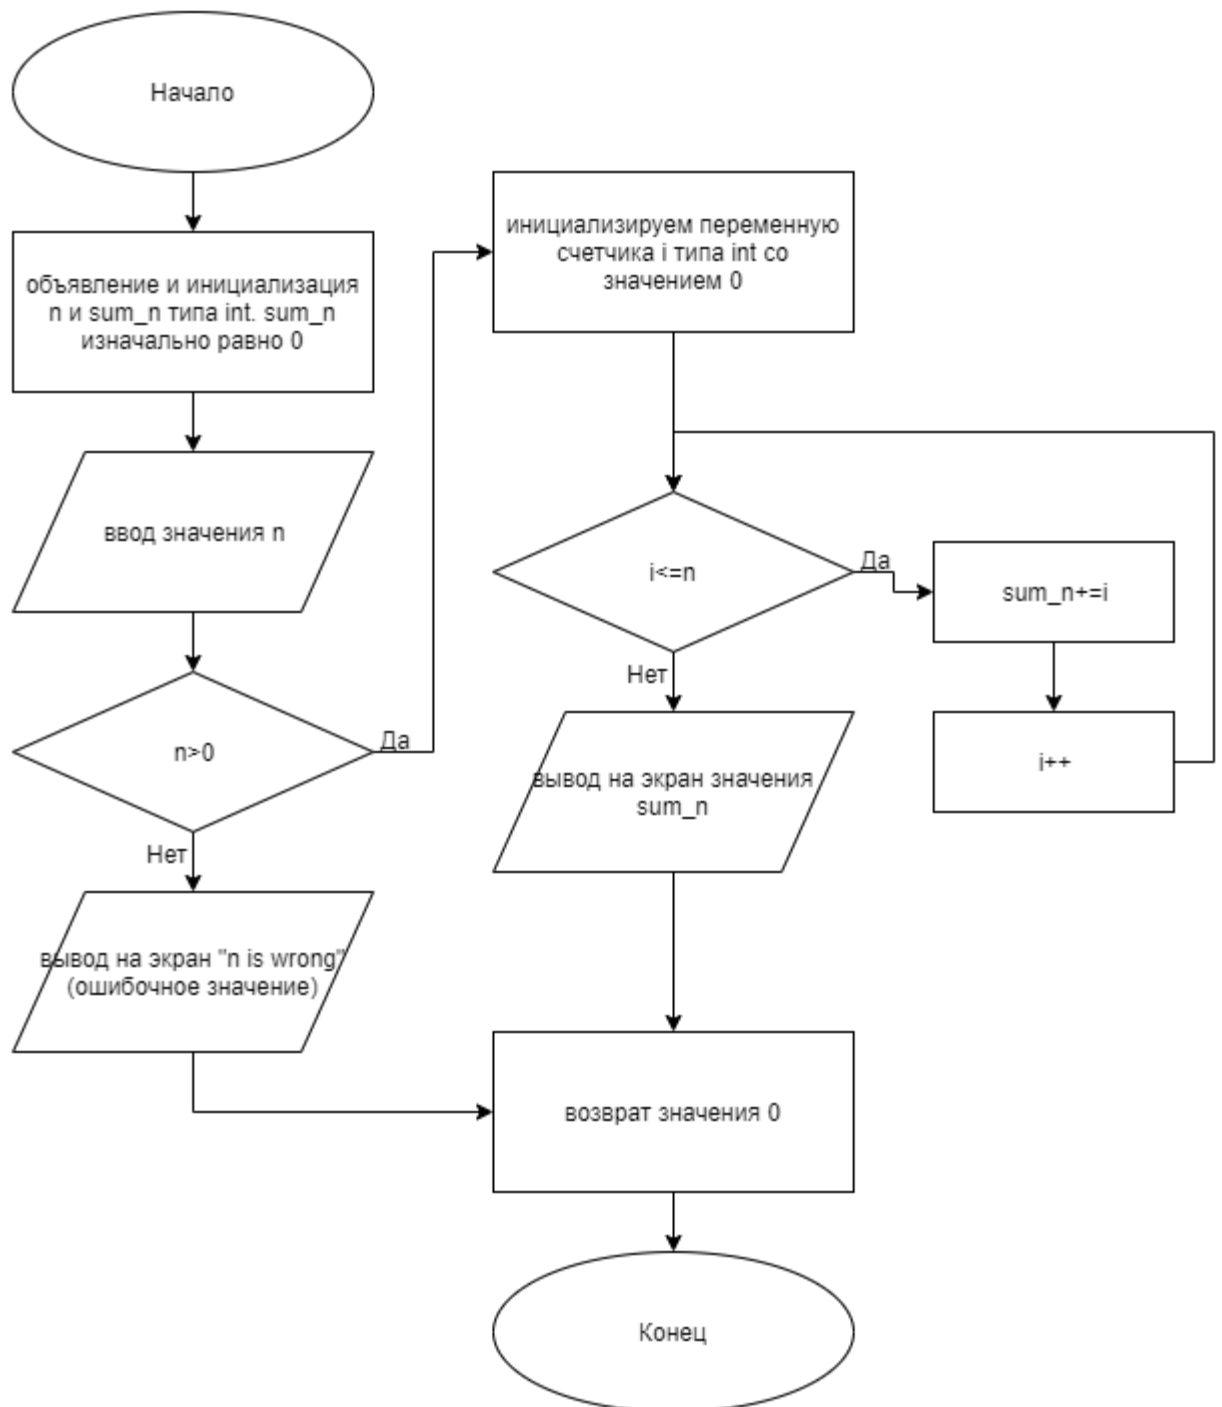 Начало
объявление и инициализация
n и sum_n типа int. sum_n
изначально равно 0
ввод значения n
n>0
Да
Нет
вывод на экран "n is wrong"
(ошибочное значение)
инициализируем переменную
счетчика i типа int со
значением 0
i<=n
Да
sum_n+=i
i++
Нет
вывод на экран значения
sum_n
возврат значения 0
Конец